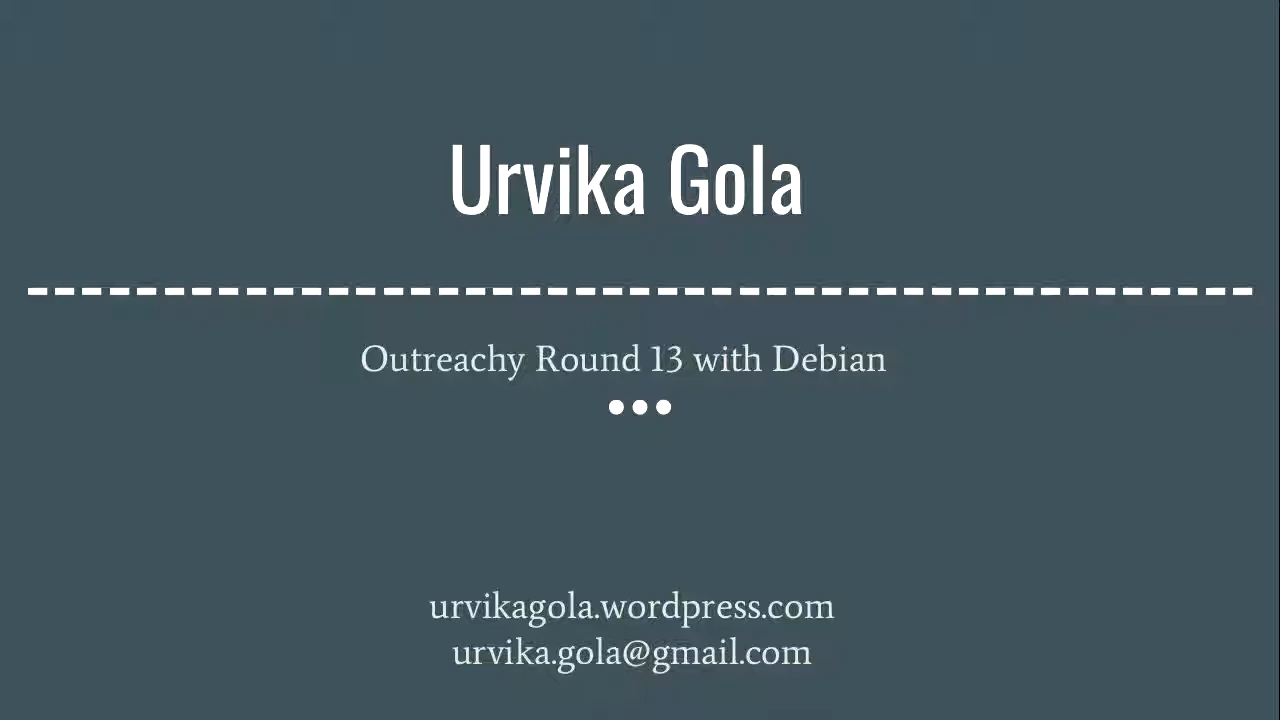 Urvika Gola
Outreachy Round 13 with Debian
urvikagola.wordpress.com
urvika.gola@gmail.com